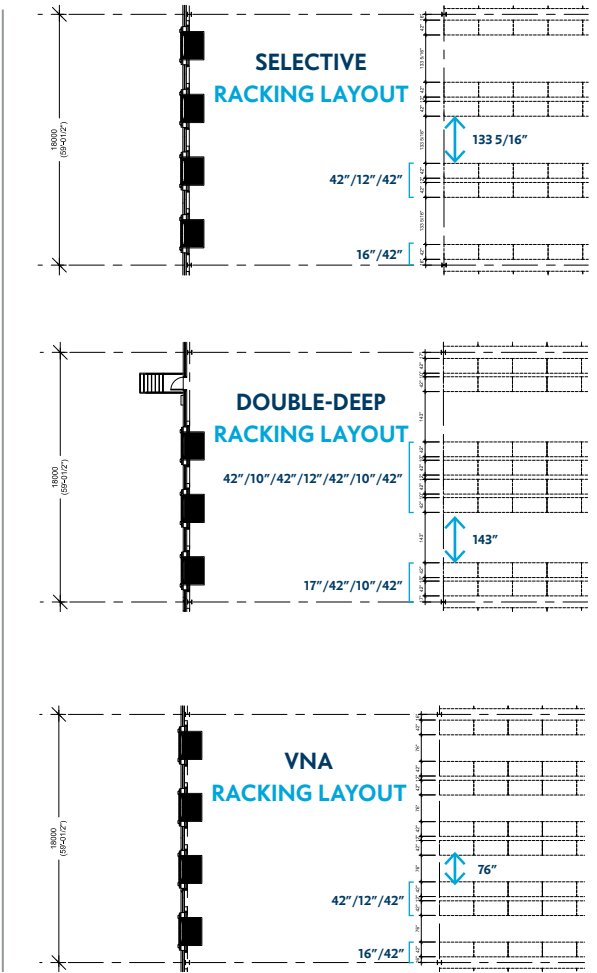 SELECTIVE
RACKING LAYOUT
18000
(59'-01/2")
133 5/16"
42"/12"/42"
16"/42"
DOUBLE-DEEP
RACKING LAYOUT
18000
(59'-01/2")
42"/10"/42"/12"/42"/10"/42"
143"
17"/42"/10"/42"
VNA
RACKING LAYOUT
18000
(59'-01/2")
76"
42"/12"/42"
16"/42"